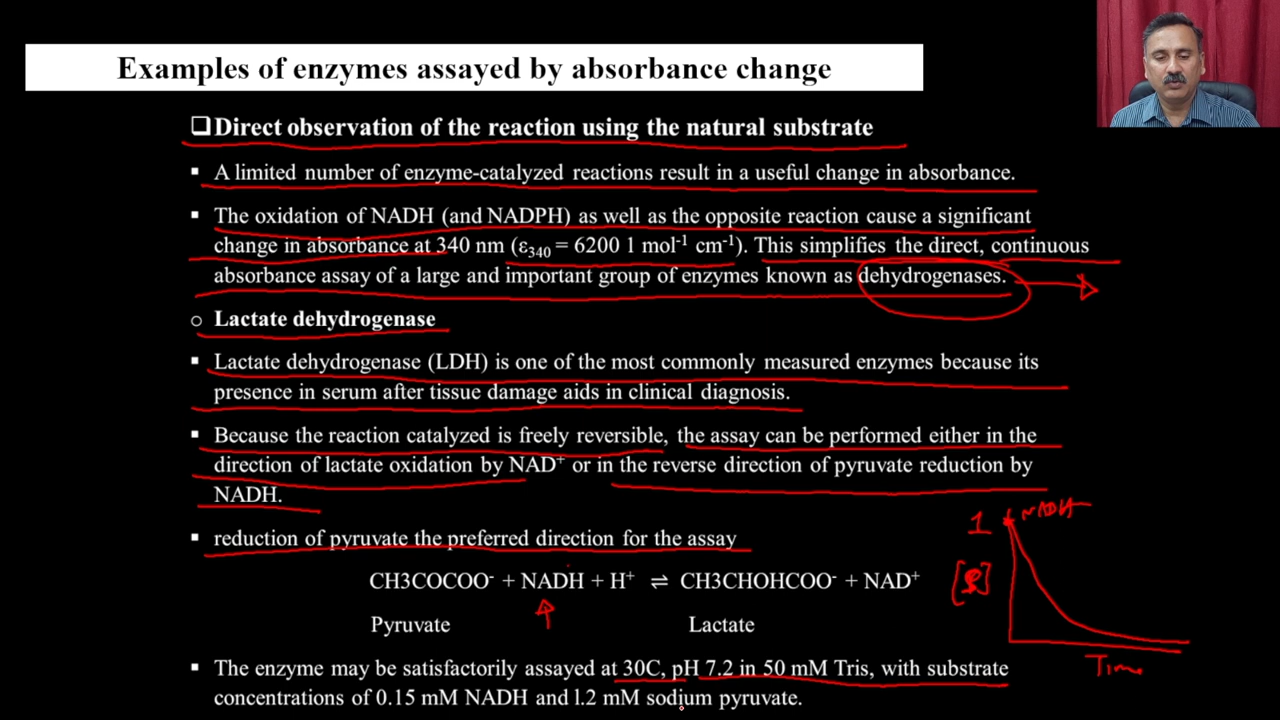 Examples of enzymes assayed by absorbance change
❑Direct observation of the reaction using the natural substrate
▪ A limited number of enzyme-catalyzed reactions result in a useful change in absorbance.
▪ The oxidation of NADH (and NADPH) as well as the opposite reaction cause a significant
change in absorbance at 340 nm (ε₃₄₀ = 6200 1 mol⁻¹ cm⁻¹). This simplifies the direct, continuous
absorbance assay of a large and important group of enzymes known as dehydrogenases.
o Lactate dehydrogenase
▪ Lactate dehydrogenase (LDH) is one of the most commonly measured enzymes because its
presence in serum after tissue damage aids in clinical diagnosis.
▪ Because the reaction catalyzed is freely reversible, the assay can be performed either in the
direction of lactate oxidation by NAD⁺ or in the reverse direction of pyruvate reduction by
NADH.
▪ reduction of pyruvate the preferred direction for the assay
CH3COCOO⁻ + NADH + H⁺ ⇌ CH3CHOHCOO⁻ + NAD⁺
Pyruvate Lactate
1 NADH
Time
▪ The enzyme may be satisfactorily assayed at 30C, pH 7.2 in 50 mM Tris, with substrate
concentrations of 0.15 mM NADH and l.2 mM sodium pyruvate.